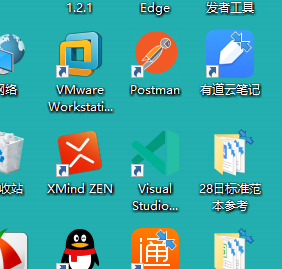 1.2.1
Edge
发者工具
网络
VMware
Workstati...
Postman
有道云笔记
收站
XMind ZEN
Visual
Studio...
28日标准范
本参考
通